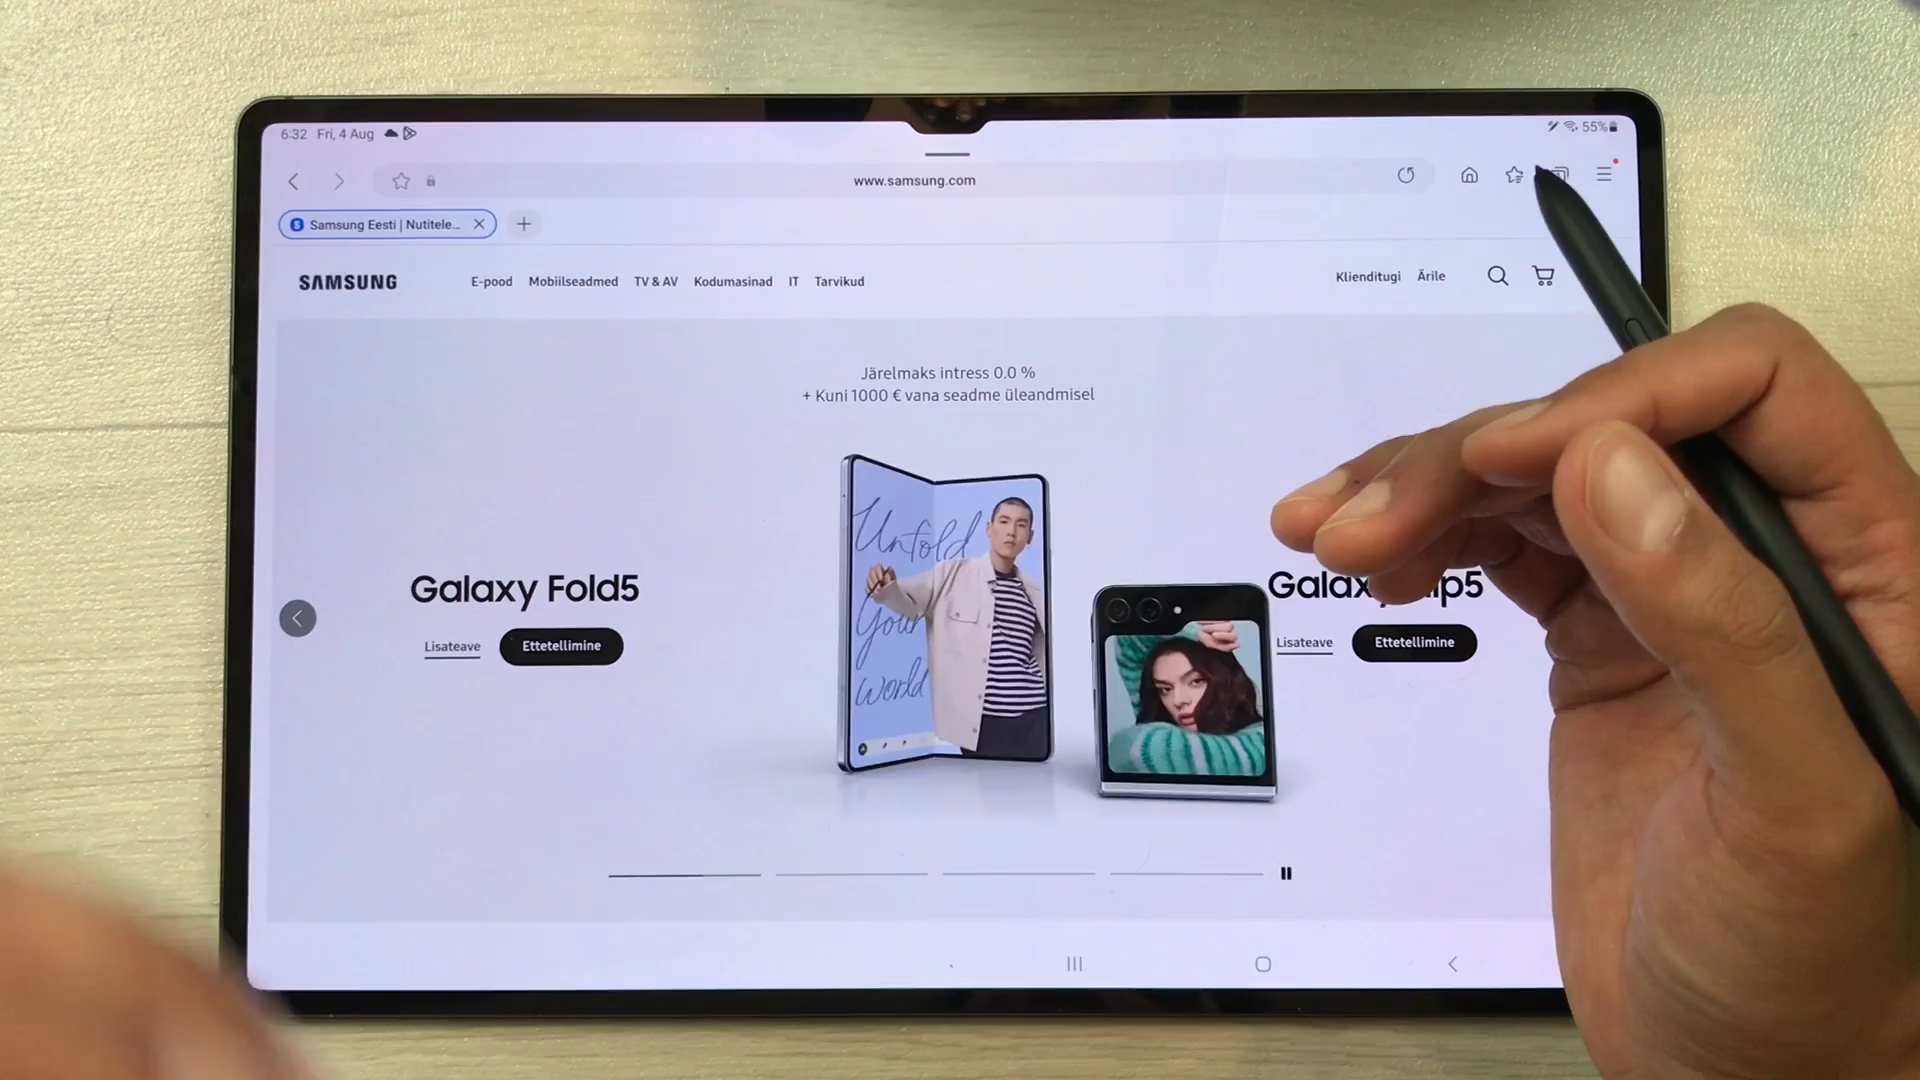 6:32 Fri, 4 Aug
55%
www.samsung.com
Samsung Eesti | Nutitele...
SAMSUNG
E-pood Mobiilseadmed TV & AV Kodumasinad IT Tarvikud
Klienditugi Ärile
Järelmaks intress 0.0 %
+ Kuni 1000 € vana seadme üleandmisel
Unfold
Your
world
Galaxy Fold5
Lisateave Ettetellimine
Lisateave Ettetellimine